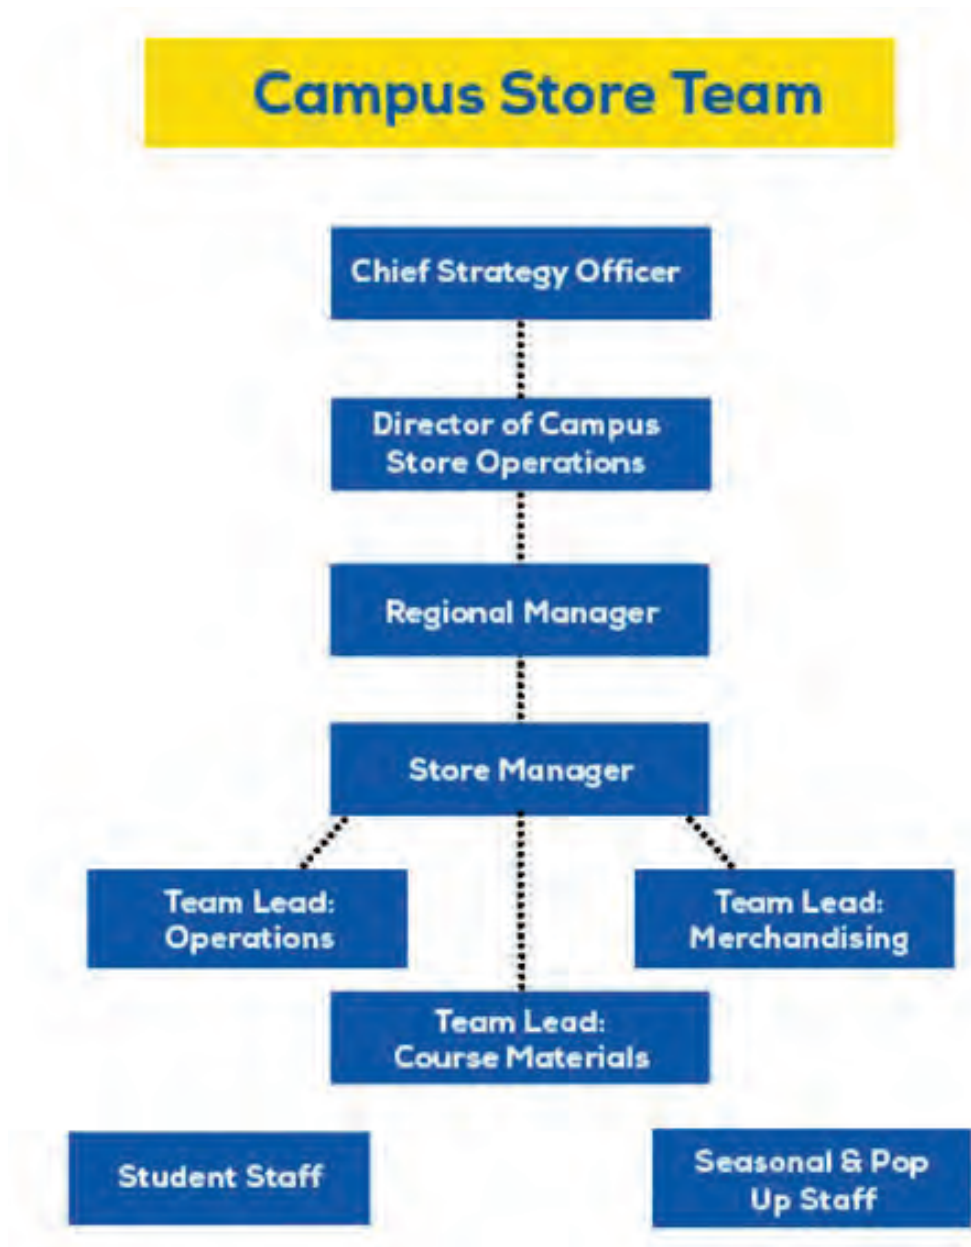 Campus Store Team
Chief Strategy Officer
Director of Campus
Store Operations
Regional Manager
Store Manager
Team Lead:
Operations
Team Lead:
Merchandising
Team Lead:
Course Materials
Student Staff
Seasonal & Pop
Up Staff